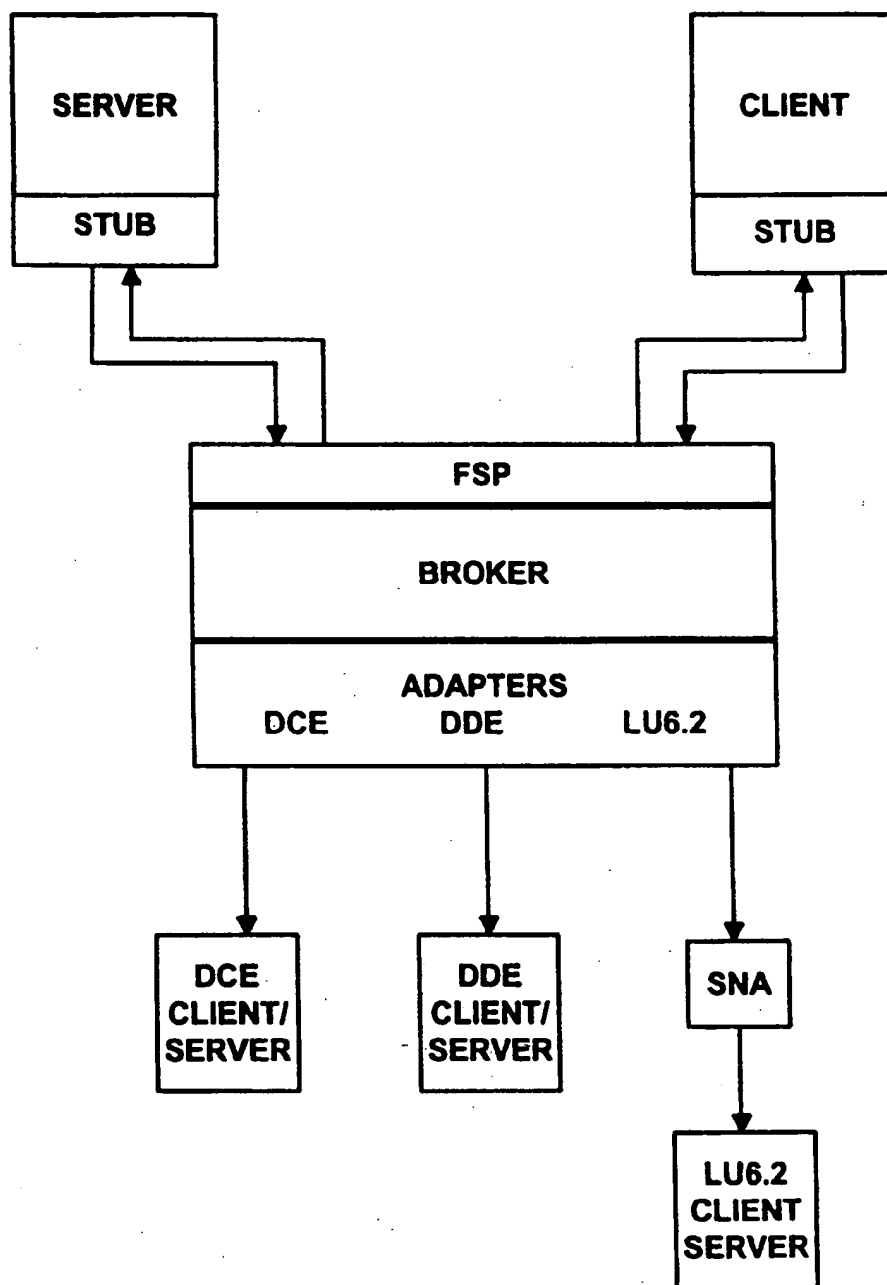 SERVER
CLIENT
STUB
STUB
FSP
BROKER
ADAPTERS
DCE DDE LU6.2
DCE
CLIENT/
SERVER
DDE
CLIENT/
SERVER
SNA
LU6.2
CLIENT
SERVER